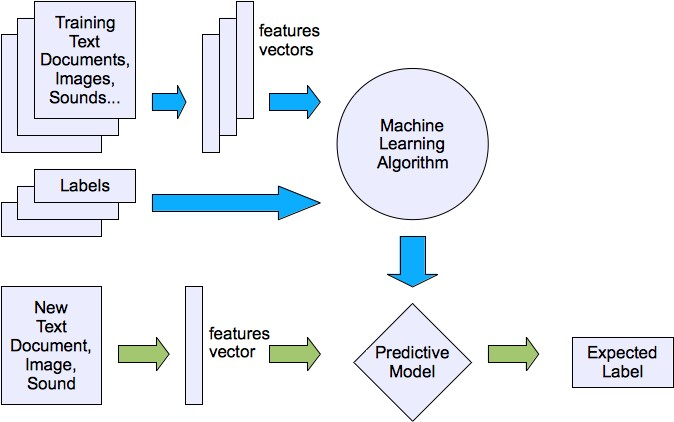 Training
Text
Documents,
Images,
Sounds...
features
vectors
Machine
Learning
Algorithm
Labels
New
Text
Document,
Image,
Sound
features
vector
Predictive
Model
Expected
Label